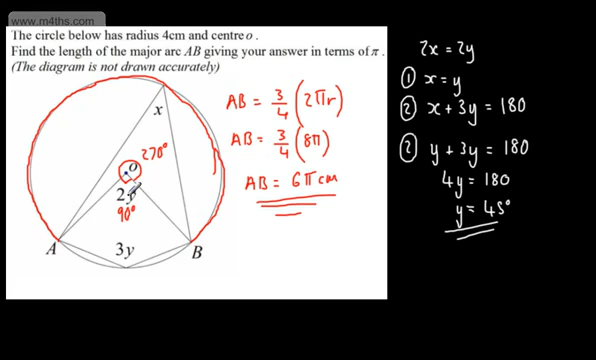 www.m4ths.com
The circle below has radius 4cm and centre o .
Find the length of the major arc AB giving your answer in terms of π .
(The diagram is not drawn accurately)
x
o
270°
2y
90°
A
3y
B
AB = 3/4 (2πr)
AB = 3/4 (8π)
AB = 6π cm
2x = 2y
① x = y
② x + 3y = 180
② y + 3y = 180
4y = 180
y = 45°